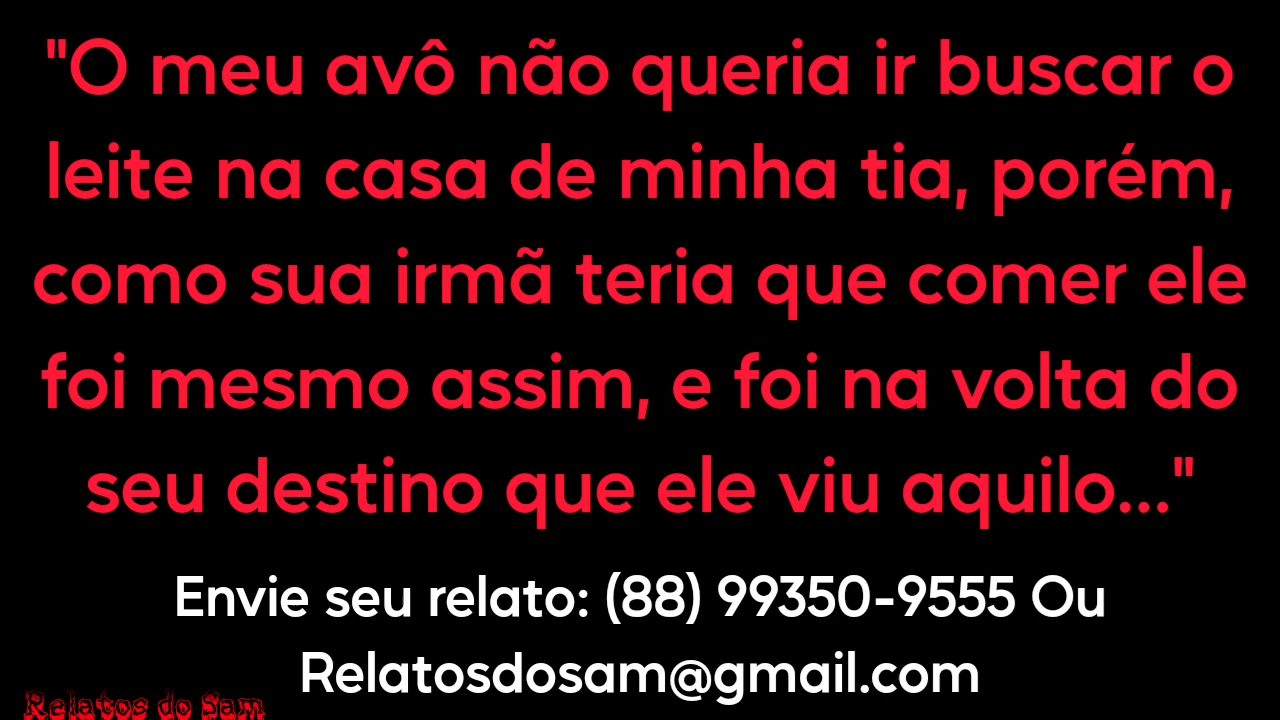 "O meu avô não queria ir buscar o
leite na casa de minha tia, porém,
como sua irmã teria que comer ele
foi mesmo assim, e foi na volta do
seu destino que ele viu aquilo..."
Envie seu relato: (88) 99350-9555 Ou
Relatosdosam@gmail.com
Relatos do Sam